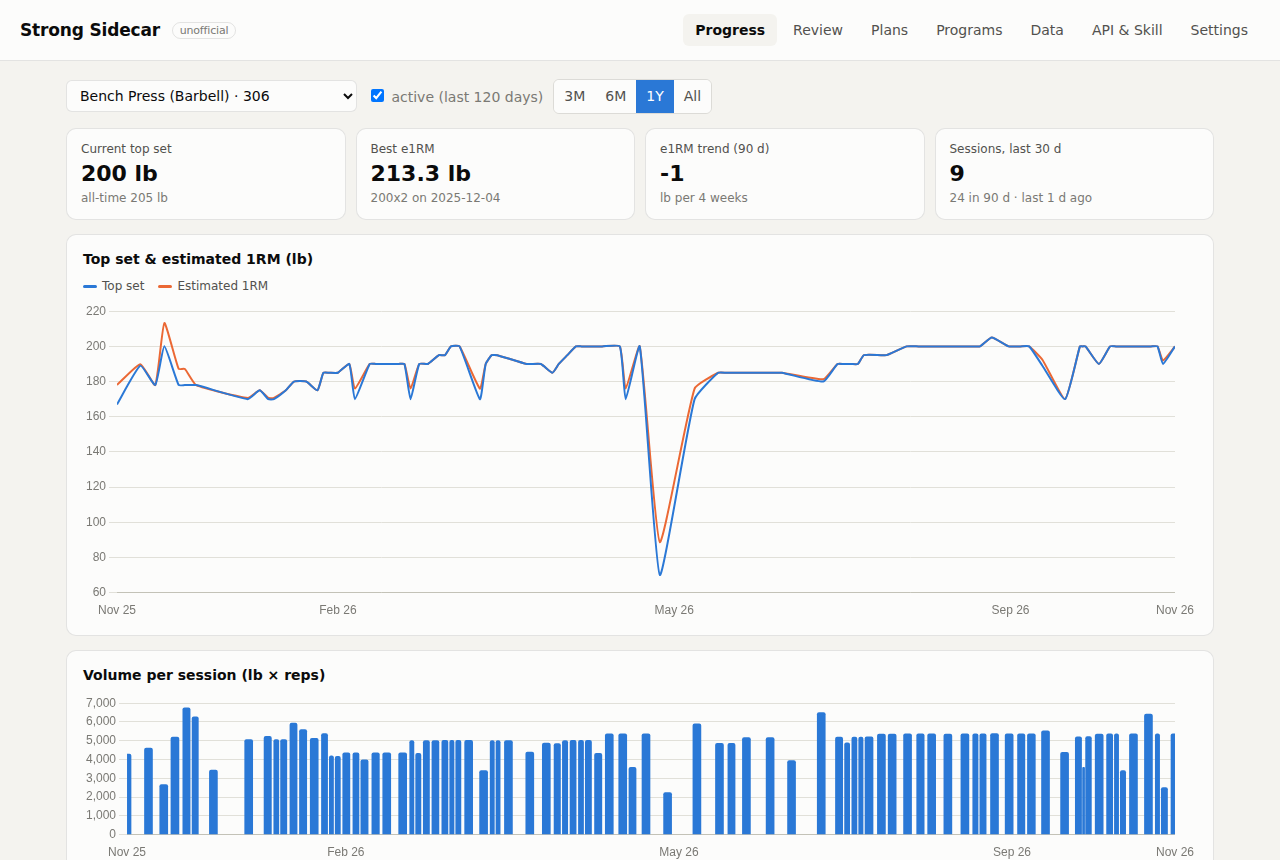 Strong Sidecar unofficial Progress Review Plans Programs Data API & Skill Settings
Bench Press (Barbell) · 306 active (last 120 days) 3M 6M 1Y All
Current top set
200 lb
all-time 205 lb
Best e1RM
213.3 lb
200x2 on 2025-12-04
e1RM trend (90 d)
-1
lb per 4 weeks
Sessions, last 30 d
9
24 in 90 d · last 1 d ago
Top set & estimated 1RM (lb)
Top set Estimated 1RM
220
200
180
160
140
120
100
80
60
Nov 25 Feb 26 May 26 Sep 26 Nov 26
Volume per session (lb × reps)
7,000
6,000
5,000
4,000
3,000
2,000
1,000
0
Nov 25 Feb 26 May 26 Sep 26 Nov 26